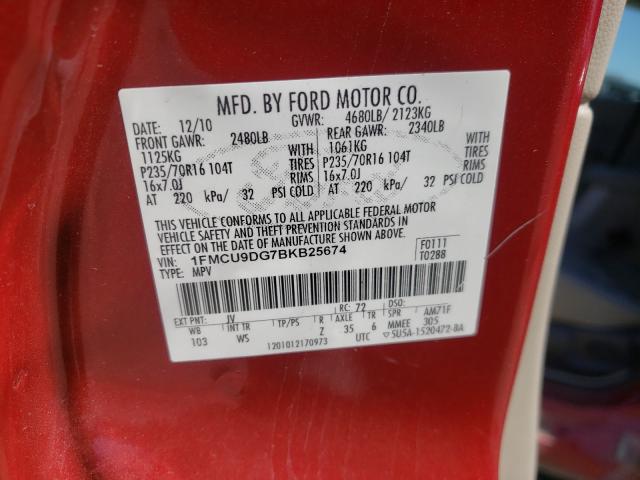 MFD. BY FORD MOTOR CO.
DATE: 12/10 GVWR: 4680LB/ 2123KG
FRONT GAWR: 2480LB REAR GAWR: 2340LB
1125KG WITH 1061KG WITH
P235/70R16 104T TIRES P235/70R16 104T TIRES
16x7.0J RIMS 16x7.0J RIMS
AT 220 kPa/ 32 PSI COLD AT 220 kPa/ 32 PSI COLD
THIS VEHICLE CONFORMS TO ALL APPLICABLE FEDERAL MOTOR
VEHICLE SAFETY AND THEFT PREVENTION STANDARDS IN
EFFECT ON THE DATE OF MANUFACTURE SHOWN ABOVE.
VIN: 1FMCU9DG7BKB25674 F0111
TYPE: MPV T0288
EXT PNT: JV RC: 72 DSO:
WB INT TR TP/PS R AXLE TR SPR AM71F
103 WS Z 35 6 MMEE 305
1201012170973 UTC 5U5A-1520472-BA